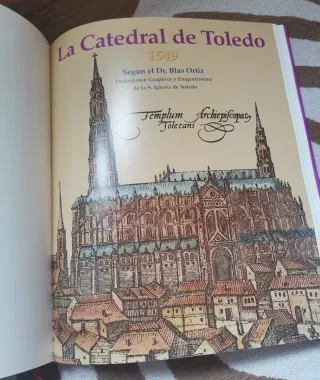 La Catedral de Toledo
1549
Según el Dr. Blas Ortiz
Descripcion Graphica y Elegantissima
de la S. Iglesia de Toledo
Templum Archiepiscopat,
Toletani